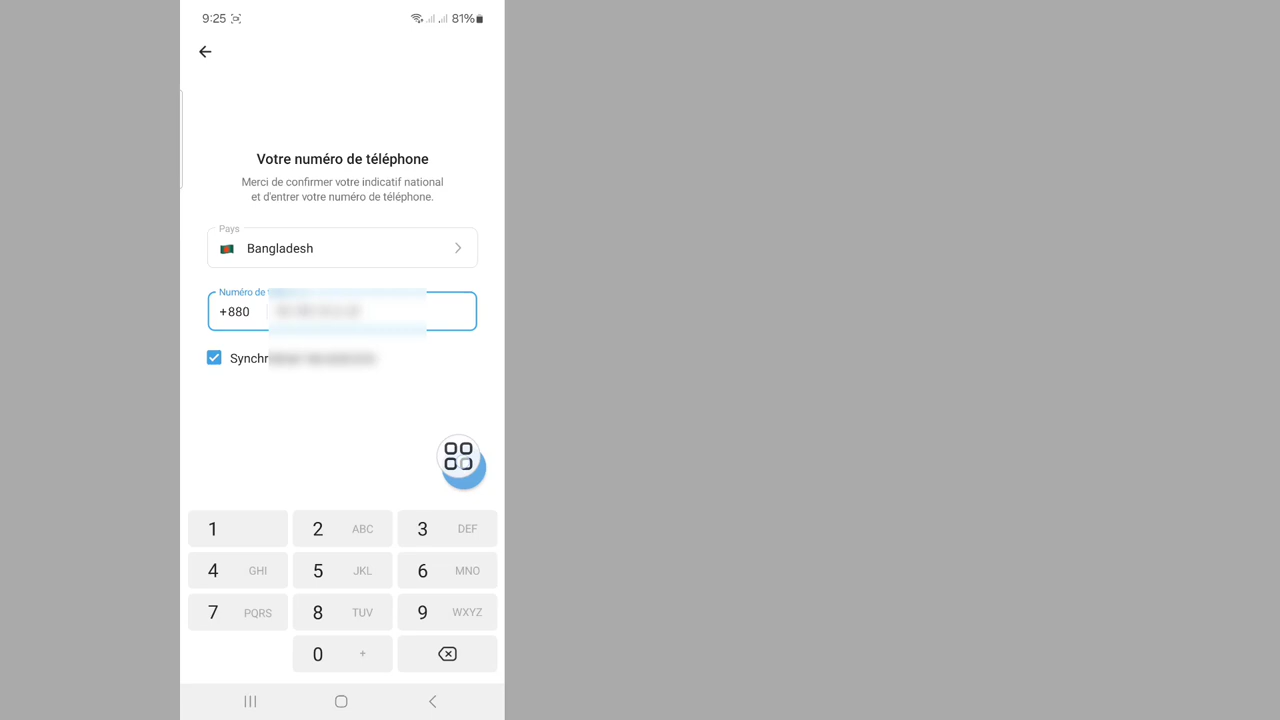 9:25 81%
Votre numéro de téléphone
Merci de confirmer votre indicatif national
et d'entrer votre numéro de téléphone.
Pays
Bangladesh
Numéro de
+880
1
2 ABC
3 DEF
4 GHI
5 JKL
6 MNO
7 PQRS
8 TUV
9 WXYZ
0 +